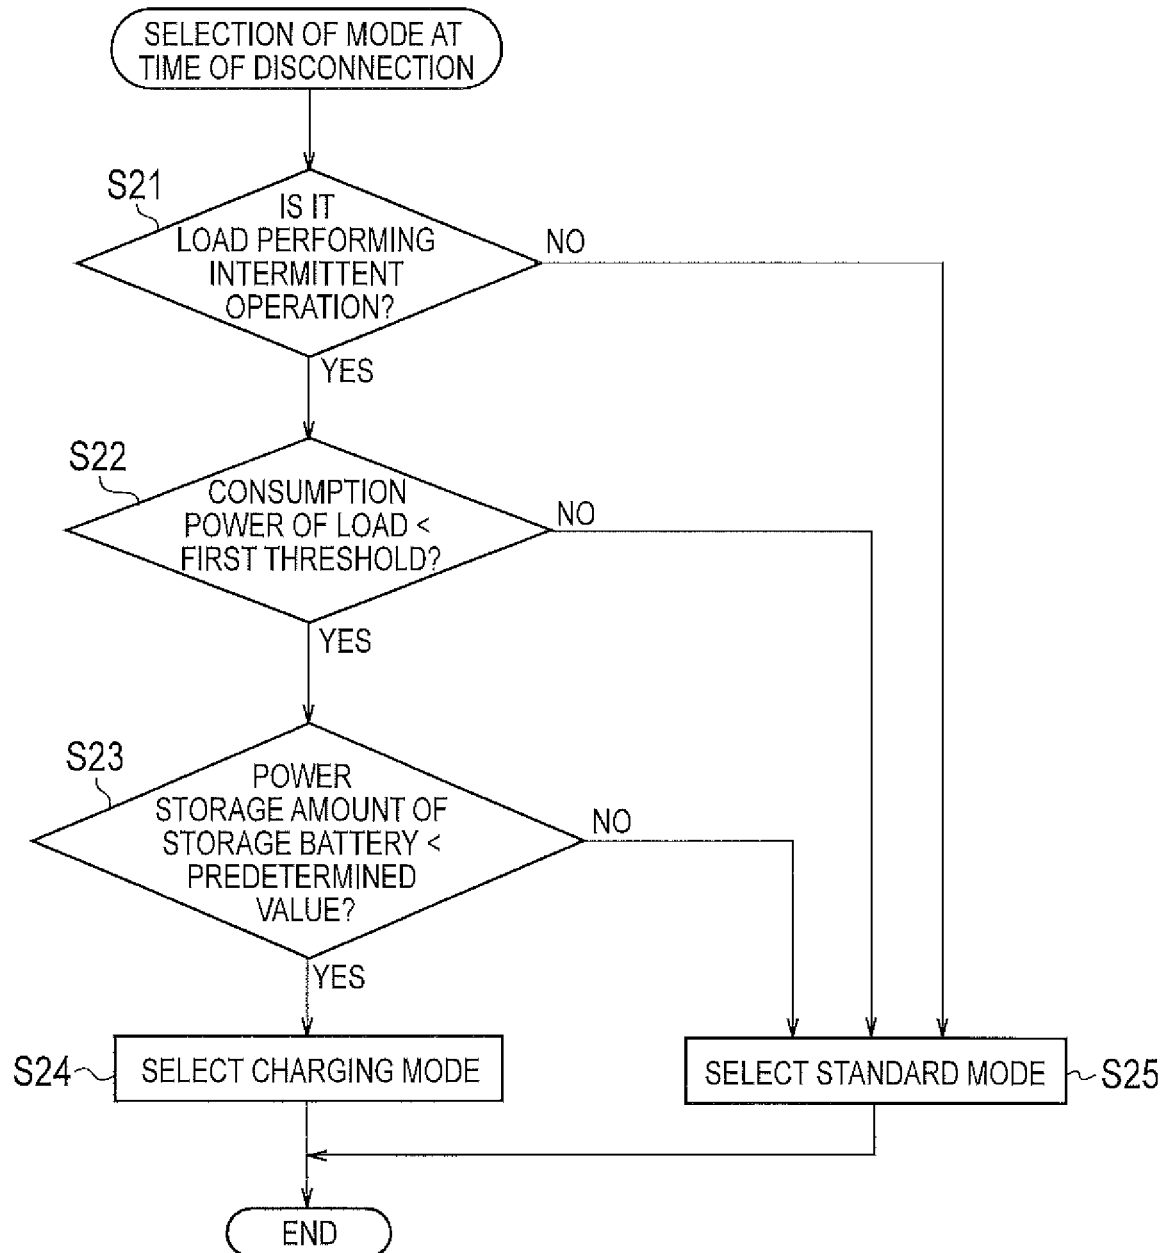 SELECTION OF MODE AT
TIME OF DISCONNECTION
S21
IS IT
LOAD PERFORMING
INTERMITTENT
OPERATION?
NO
YES
S22
CONSUMPTION
POWER OF LOAD <
FIRST THRESHOLD?
NO
YES
S23
POWER
STORAGE AMOUNT OF
STORAGE BATTERY <
PREDETERMINED
VALUE?
NO
YES
S24
SELECT CHARGING MODE
SELECT STANDARD MODE
S25
END